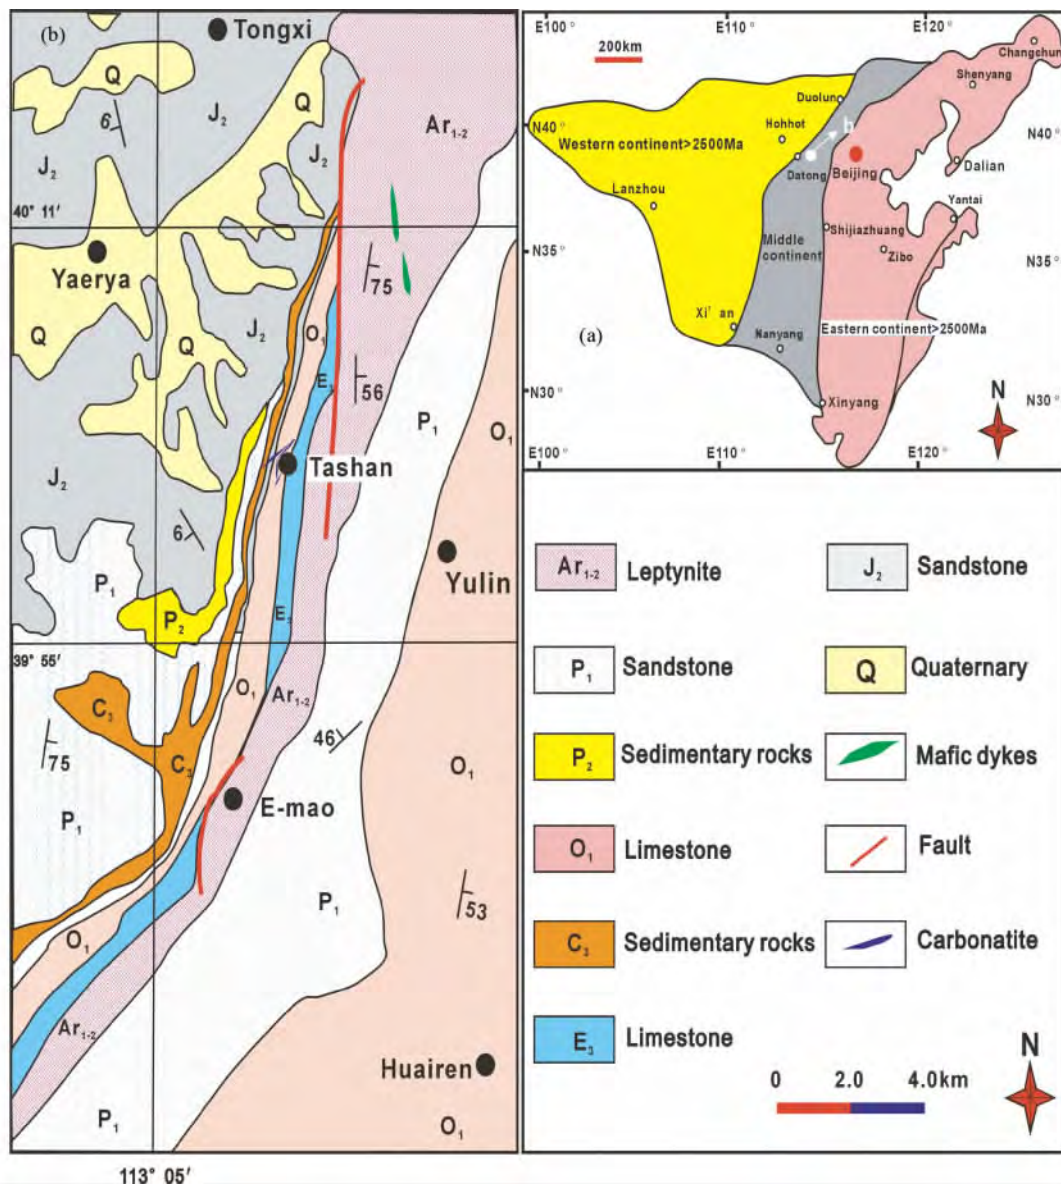 (b)
Tongxi
Q
6
Q
Ar1-2
J2
J2
J2
40° 11′
Yaerya
75
Q
J2
Q
O1
E3
56
P1
O1
Tashan
J2
6
P1
Yulin
P2
E3
39° 55′
O1
Ar1-2
C3
46
75
C3
O1
E-mao
P1
P1
53
O1
Ar1-2
Huairen
P1
O1
113° 05′
E100°
E110°
E120°
200km
Changchun
Shenyang
Duolun
N40°
Hohhot
b
N40°
Western continent>2500Ma
Datong
Beijing
Dalian
Lanzhou
Yantai
Shijiazhuang
N35°
Middle
continent
Zibo
N35°
Xi’an
(a)
Nanyang
Eastern continent>2500Ma
N30°
Xinyang
N
N30°
E100°
E110°
E120°
Ar1-2 Leptynite
J2 Sandstone
P1 Sandstone
Q Quaternary
P2 Sedimentary rocks
Mafic dykes
O1 Limestone
Fault
C3 Sedimentary rocks
Carbonatite
E3 Limestone
N
0 2.0 4.0km